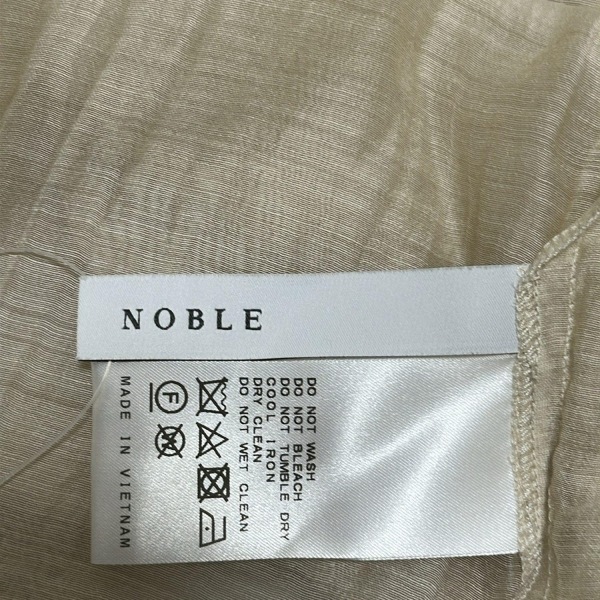 NOBLE
DO NOT WASH
DO NOT BLEACH
DO NOT TUMBLE DRY
COOL IRON
DRY CLEAN
DO NOT WET CLEAN
F
W
MADE IN VIETNAM